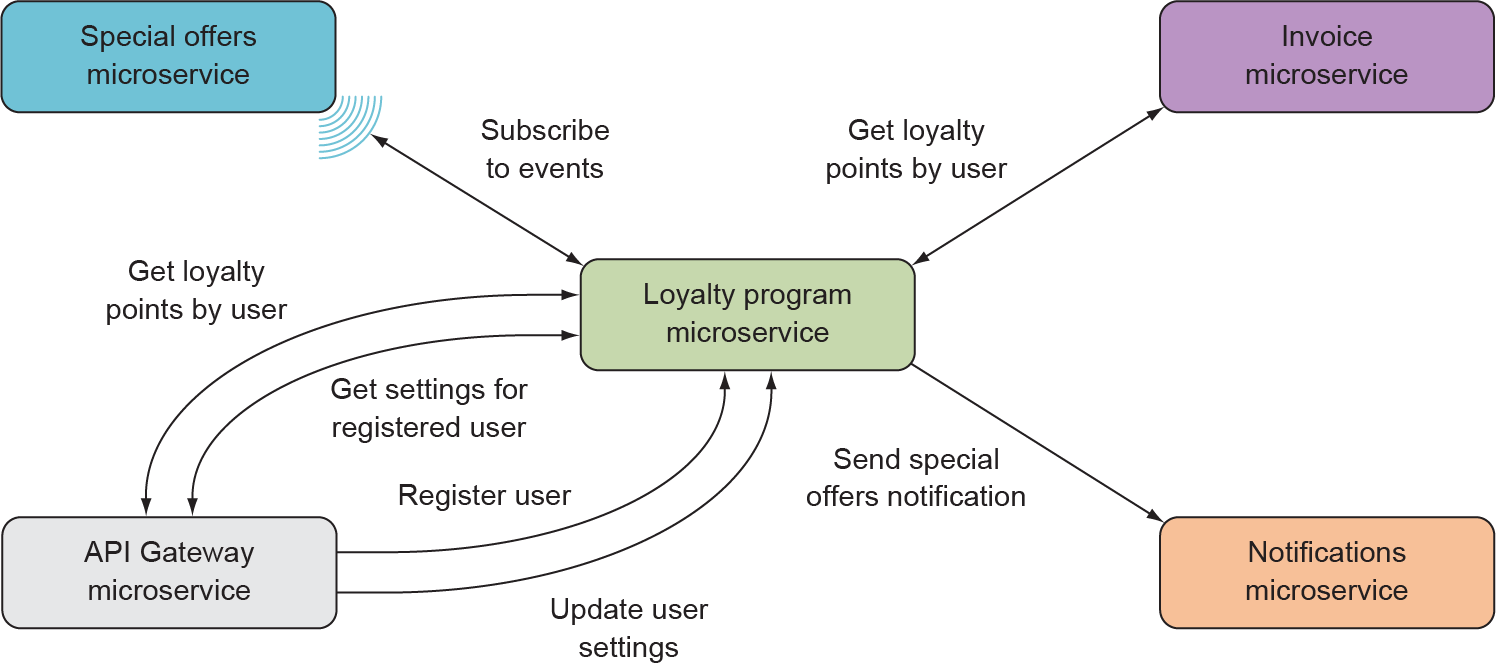 Special offers
microservice
Invoice
microservice
Subscribe
to events
Get loyalty
points by user
Get loyalty
points by user
Loyalty program
microservice
Get settings for
registered user
Register user
Send special
offers notification
API Gateway
microservice
Notifications
microservice
Update user
settings